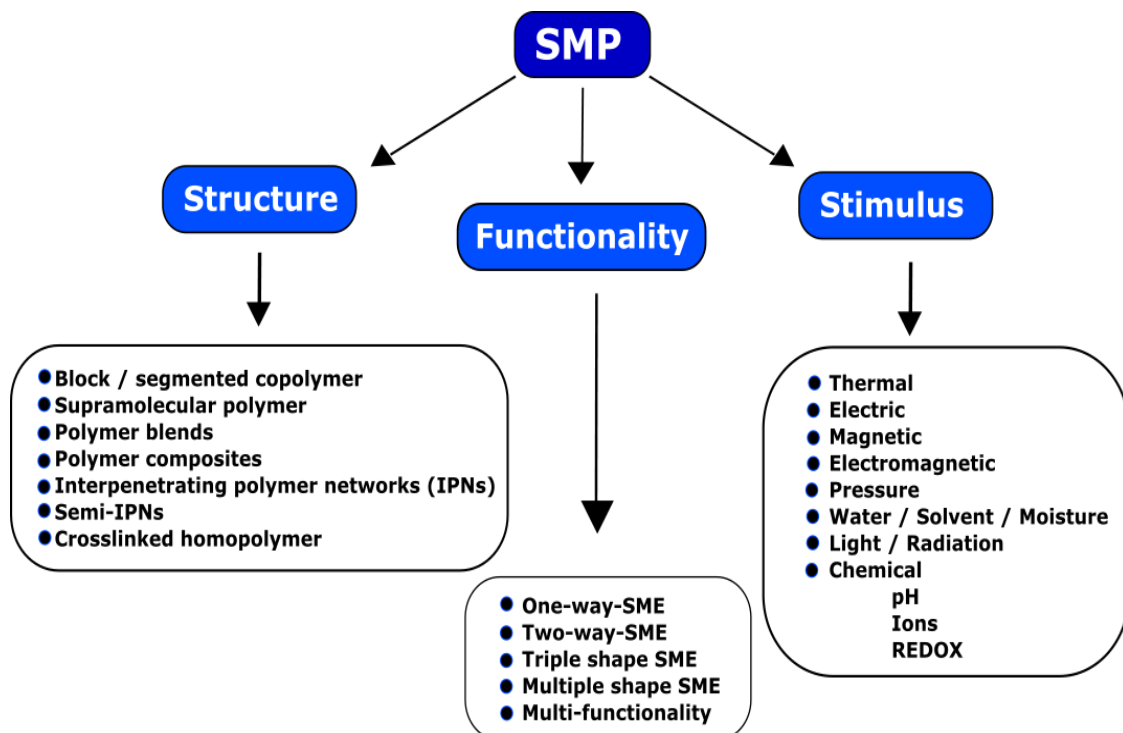 SMP
Structure
Functionality
Stimulus
Block / segmented copolymer
Supramolecular polymer
Polymer blends
Polymer composites
Interpenetrating polymer networks (IPNs)
Semi-IPNs
Crosslinked homopolymer
One-way-SME
Two-way-SME
Triple shape SME
Multiple shape SME
Multi-functionality
Thermal
Electric
Magnetic
Electromagnetic
Pressure
Water / Solvent / Moisture
Light / Radiation
Chemical
pH
Ions
REDOX